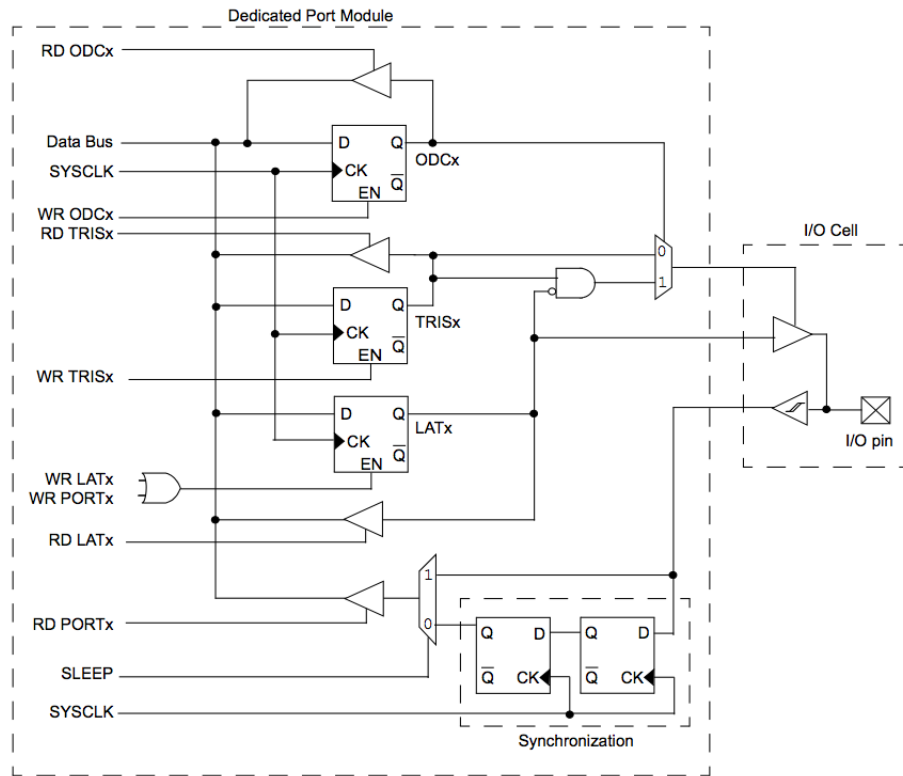 Dedicated Port Module
RD ODCx
Data Bus
D Q
ODCx
SYSCLK
CK
Q
EN
WR ODCx
RD TRISx
I/O Cell
0
1
D Q
TRISx
CK
Q
EN
WR TRISx
D Q
LATx
CK
Q
EN
I/O pin
WR LATx
WR PORTx
RD LATx
1
0
RD PORTx
Q D Q D
SLEEP
Q CK Q CK
SYSCLK
Synchronization